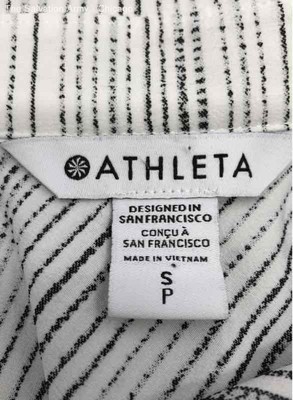 ATHLETA
DESIGNED IN
SAN FRANCISCO
CONÇU À
SAN FRANCISCO
MADE IN VIETNAM
S
P